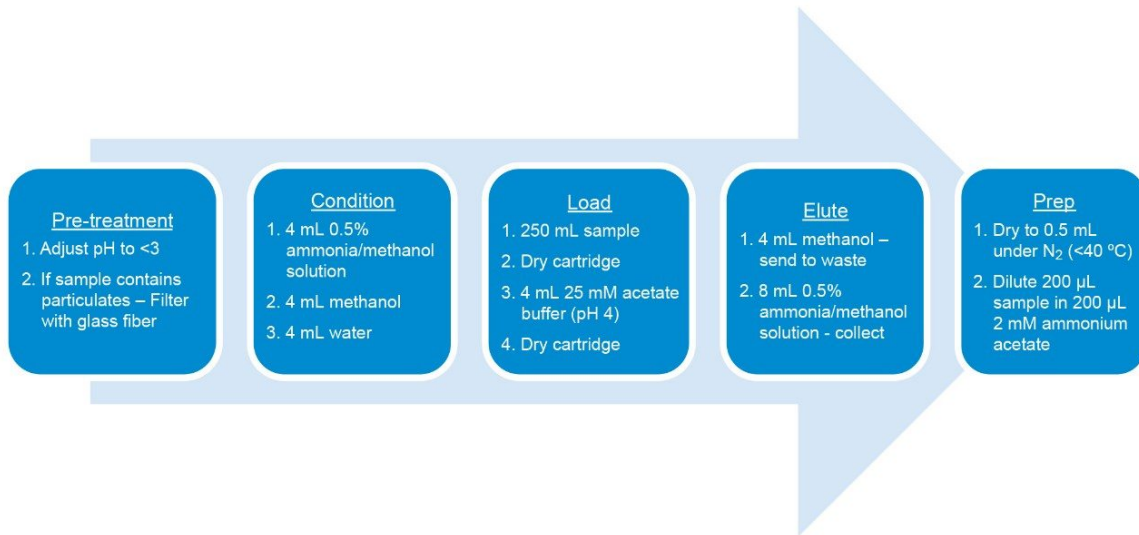 Pre-treatment
1. Adjust pH to <3
2. If sample contains
particulates – Filter
with glass fiber
Condition
1. 4 mL 0.5%
ammonia/methanol
solution
2. 4 mL methanol
3. 4 mL water
Load
1. 250 mL sample
2. Dry cartridge
3. 4 mL 25 mM acetate
buffer (pH 4)
4. Dry cartridge
Elute
1. 4 mL methanol –
send to waste
2. 8 mL 0.5%
ammonia/methanol
solution - collect
Prep
1. Dry to 0.5 mL
under N₂ (<40 ºC)
2. Dilute 200 µL
sample in 200 µL
2 mM ammonium
acetate